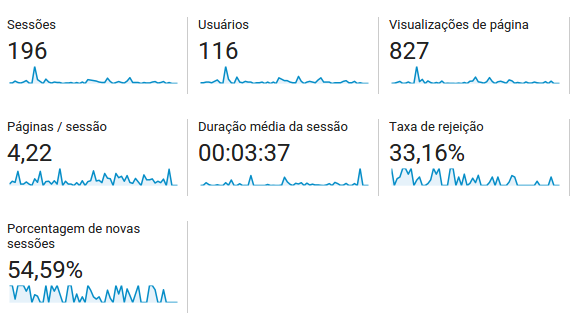 Sessões
196
Usuários
116
Visualizações de página
827
Páginas / sessão
4,22
Duração média da sessão
00:03:37
Taxa de rejeição
33,16%
Porcentagem de novas
sessões
54,59%